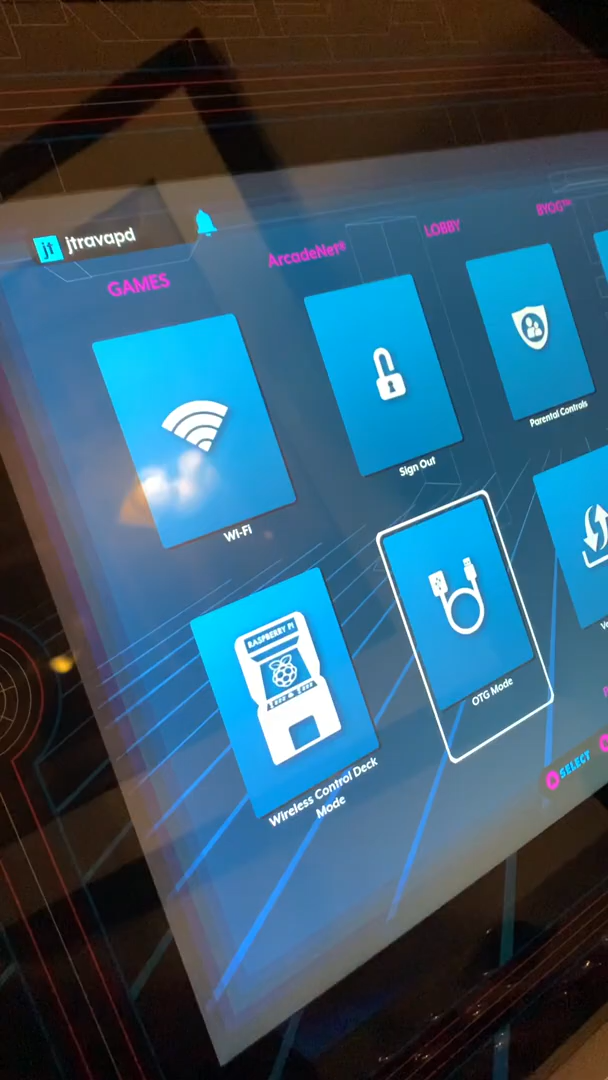 jt jtravapd
GAMES
ArcadeNet®
LOBBY
BYOG™
Wi-Fi
Sign Out
Parental Controls
RASPBERRY PI
Wireless Control Deck
Mode
OTG Mode
A SELECT